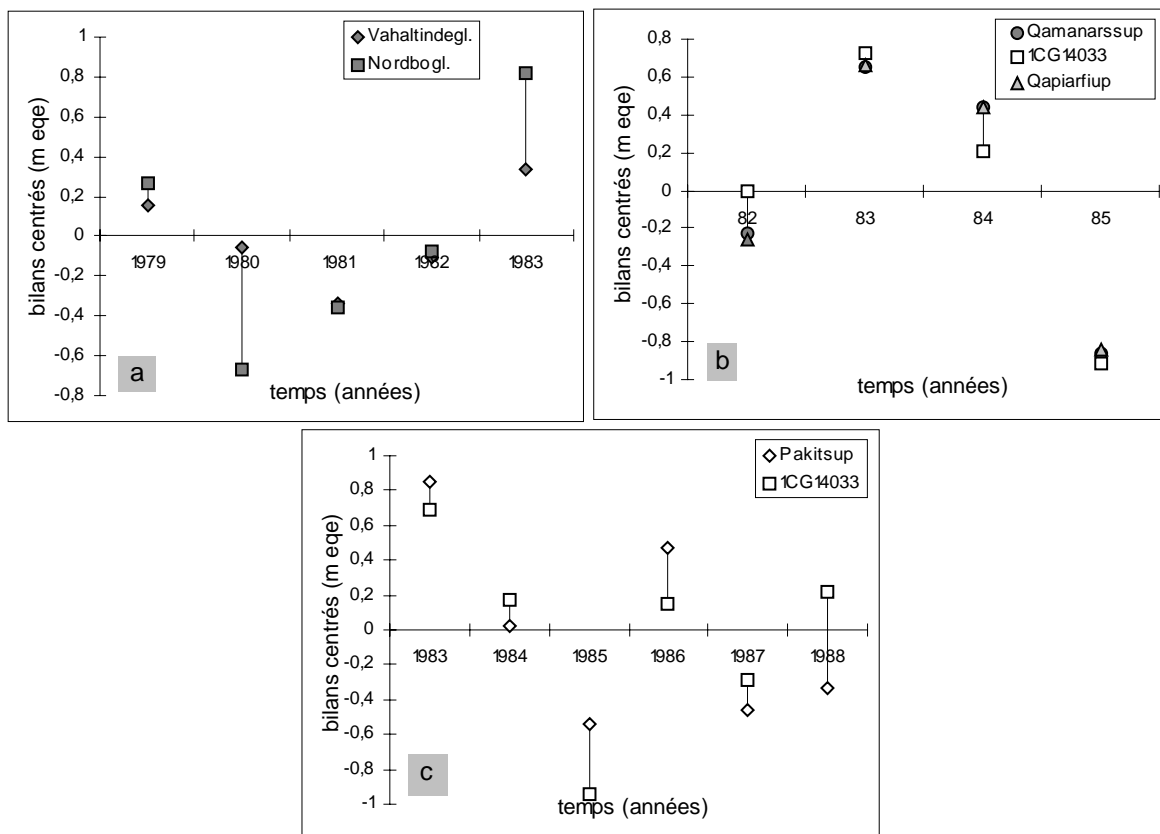 Vahaltindegl.
Nordbogl.
bilans centrés (m eqe)
1
0,8
0,6
0,4
0,2
0
-0,2
-0,4
-0,6
-0,8
1979
1980
1981
1982
1983
a
temps (années)
Qamanarssup
1CG14033
Qapiarfiup
bilans centrés (m eqe)
0,8
0,6
0,4
0,2
0
-0,2
-0,4
-0,6
-0,8
-1
82
83
84
85
b
temps (années)
Pakitsup
1CG14033
bilans centrés (m eqe)
1
0,8
0,6
0,4
0,2
0
-0,2
-0,4
-0,6
-0,8
-1
1983
1984
1985
1986
1987
1988
c
temps (années)